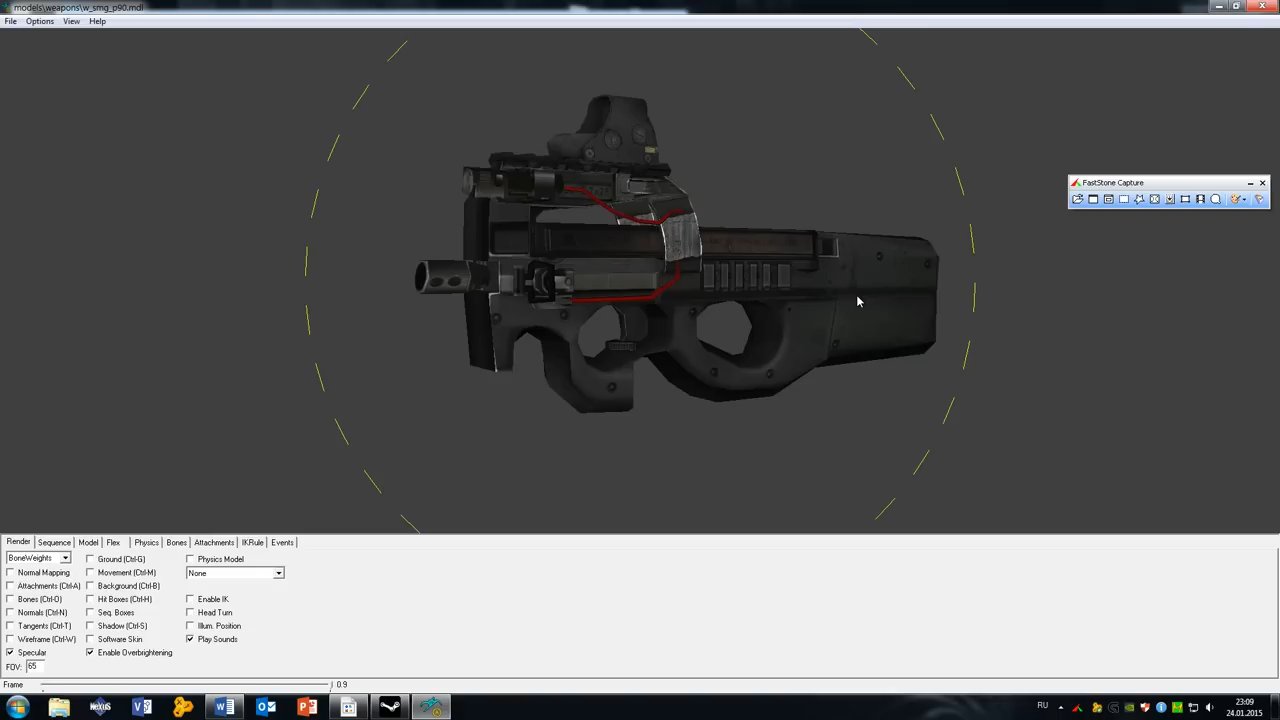 models\weapons\w_smg_p90.mdl
File Options View Help
FastStone Capture
Render Sequence Model Flex Physics Bones Attachments IKRule Events
BoneWeights
Ground (Ctrl-G)
Physics Model
Normal Mapping
Movement (Ctrl-M)
None
Attachments (Ctrl-A)
Background (Ctrl-B)
Bones (Ctrl-O)
Hit Boxes (Ctrl-H)
Enable IK
Normals (Ctrl-N)
Seq. Boxes
Head Turn
Tangents (Ctrl-T)
Shadow (Ctrl-S)
Illum. Position
Wireframe (Ctrl-W)
Software Skin
Play Sounds
Specular
Enable Overbrightening
FOV: 65
Frame 0.9
NEXUS
RU
23:09
24.01.2015